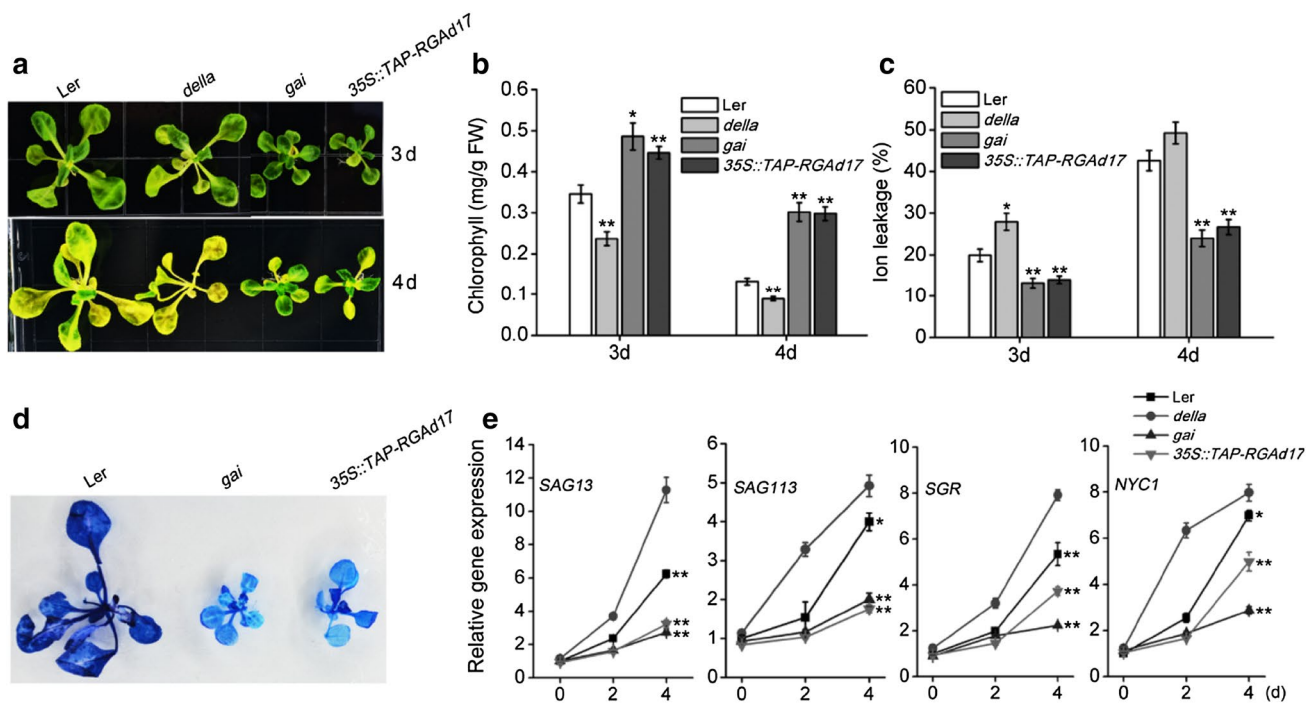 a
Ler
della
gai
35S::TAP-RGAd17
3 d
4 d
b
Chlorophyll (mg/g FW)
0.6
0.5
0.4
0.3
0.2
0.1
0.0
Ler
della
gai
35S::TAP-RGAd17
**
*
**
**
**
**
3d
4d
c
Ion leakage (%)
60
50
40
30
20
10
0
Ler
della
gai
35S::TAP-RGAd17
*
**
**
**
**
3d
4d
d
Ler
gai
35S::TAP-RGAd17
e
Ler
della
gai
35S::TAP-RGAd17
Relative gene expression
14
12
10
8
6
4
2
0
SAG13
**
**
**
0 2 4
6
5
4
3
2
1
0
SAG113
*
**
**
0 2 4
10
8
6
4
2
0
SGR
**
**
**
0 2 4
10
8
6
4
2
0
NYC1
*
**
**
0 2 4 (d)